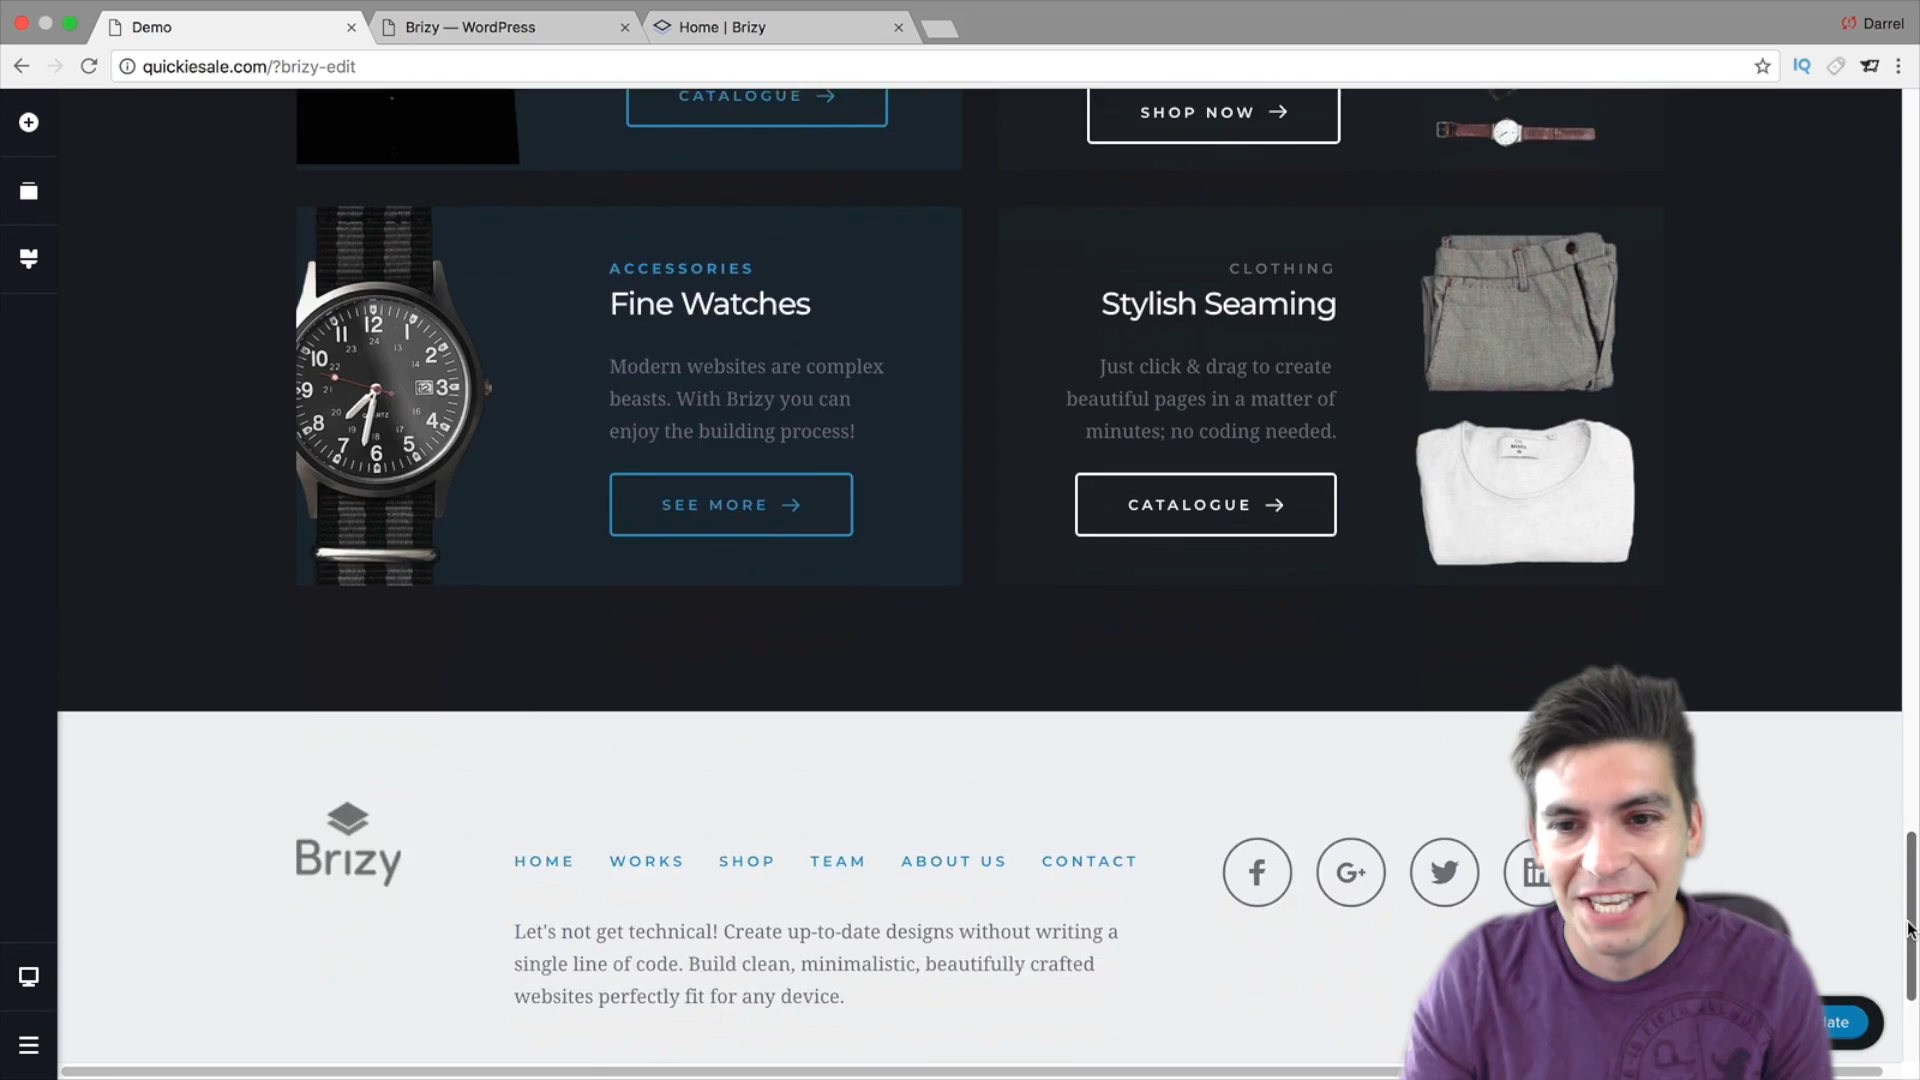 Demo
Brizy — WordPress
Home | Brizy
Darrel
quickiesale.com/?brizy-edit
IQ
CATALOGUE
SHOP NOW
ACCESSORIES
Fine Watches
Modern websites are complex
beasts. With Brizy you can
enjoy the building process!
SEE MORE
CLOTHING
Stylish Seaming
Just click & drag to create
beautiful pages in a matter of
minutes; no coding needed.
CATALOGUE
Brizy
HOME WORKS SHOP TEAM ABOUT US CONTACT
Let's not get technical! Create up-to-date designs without writing a
single line of code. Build clean, minimalistic, beautifully crafted
websites perfectly fit for any device.